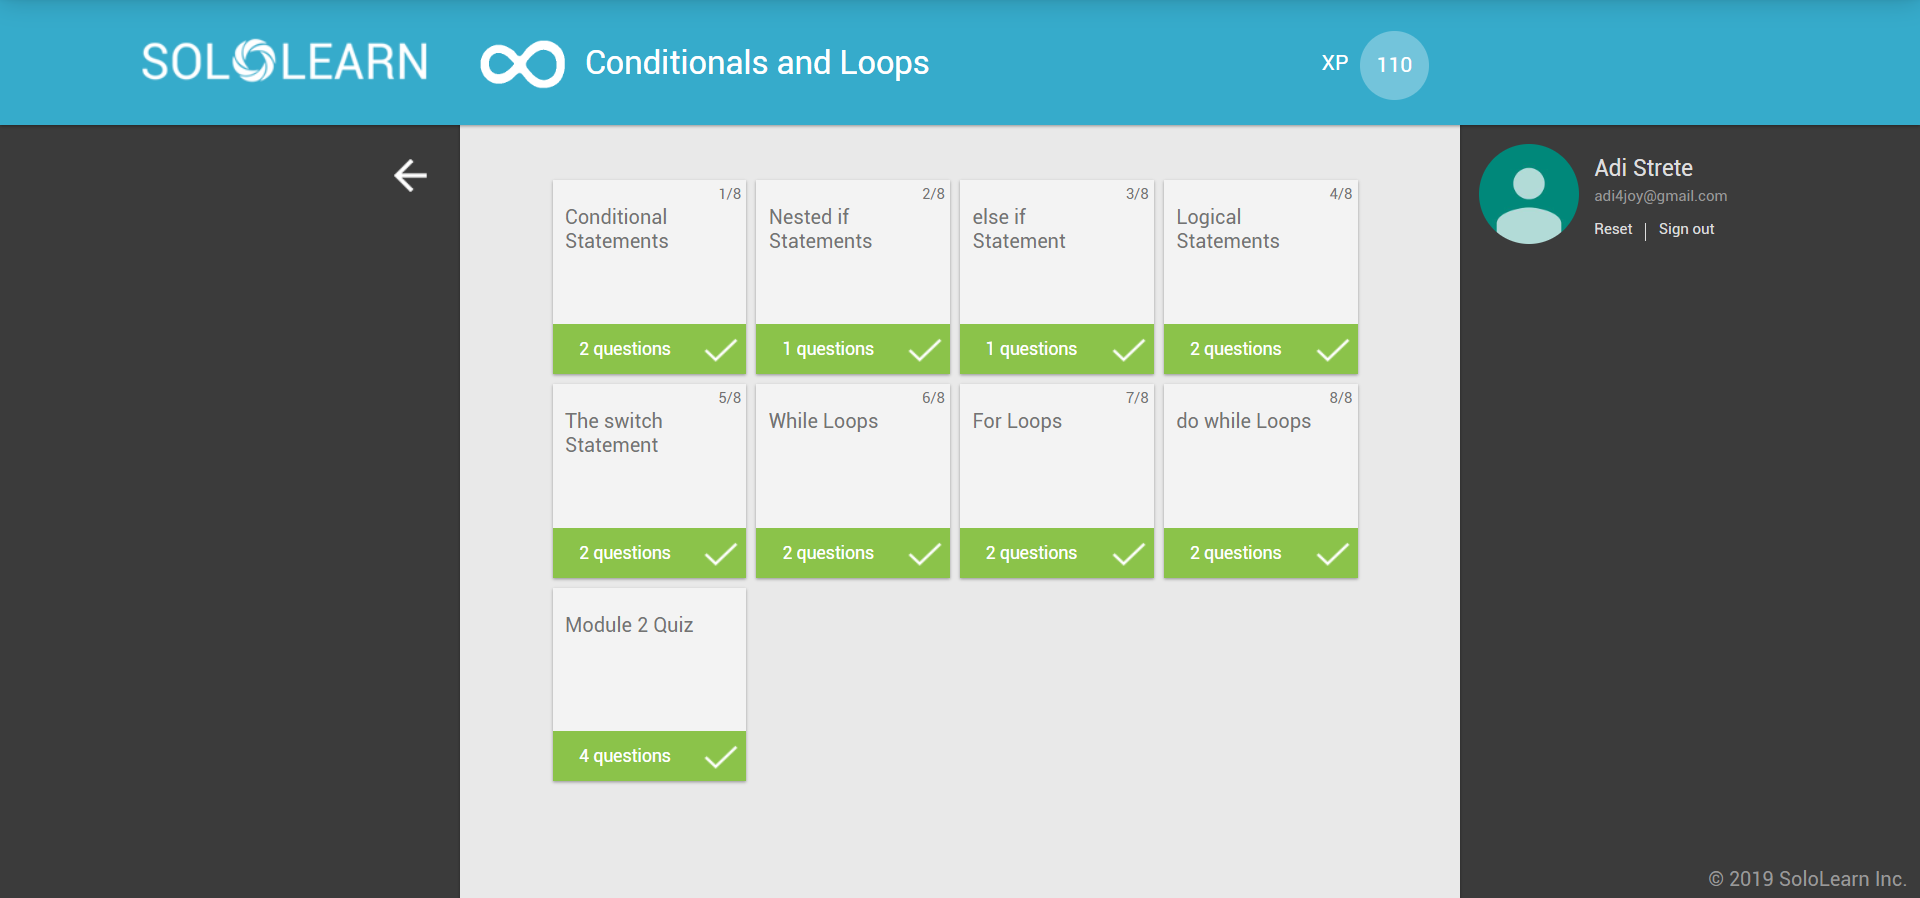 SOLOLEARN
Conditionals and Loops
XP 110
Adi Strete
adi4joy@gmail.com
Reset | Sign out
1/8
Conditional
Statements
2 questions
2/8
Nested if
Statements
1 questions
3/8
else if
Statement
1 questions
4/8
Logical
Statements
2 questions
5/8
The switch
Statement
2 questions
6/8
While Loops
2 questions
7/8
For Loops
2 questions
8/8
do while Loops
2 questions
Module 2 Quiz
4 questions
© 2019 SoloLearn Inc.